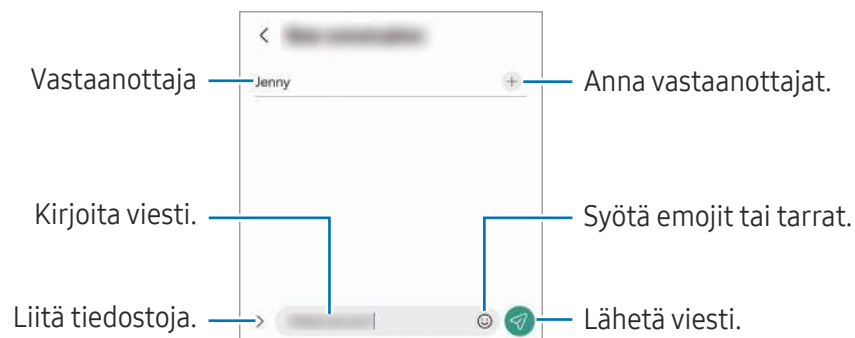 Vastaanottaja
Jenny
Anna vastaanottajat.
Kirjoita viesti.
Syötä emojit tai tarrat.
Liitä tiedostoja.
Lähetä viesti.